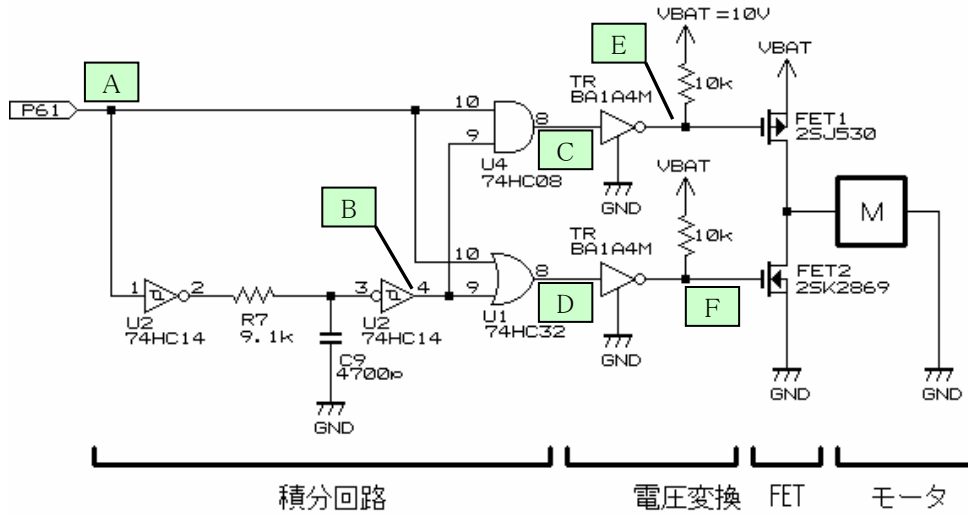 VBAT=10V
E
VBAT
A
TR
BA1A4M
10k
P61
10
8
FET1
2SJ530
9
C
U4
74HC08
VBAT
GND
B
M
TR
BA1A4M
10k
10
8
FET2
2SK2869
1
2
3
4
9
D
F
U2
74HC14
R7
9.1k
U2
74HC14
U1
74HC32
GND
C9
4700p
GND
GND
GND
積分回路
電圧変換
FET
モータ